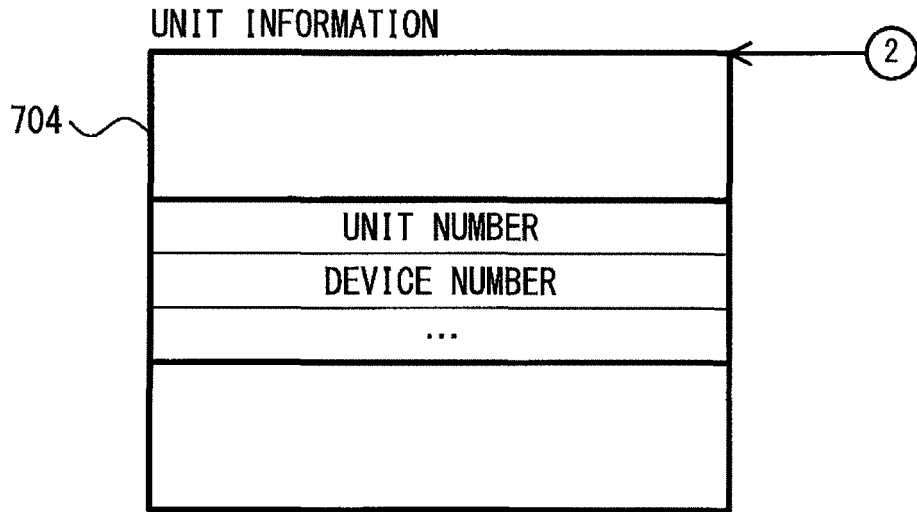 UNIT INFORMATION
2
704
UNIT NUMBER
DEVICE NUMBER
...